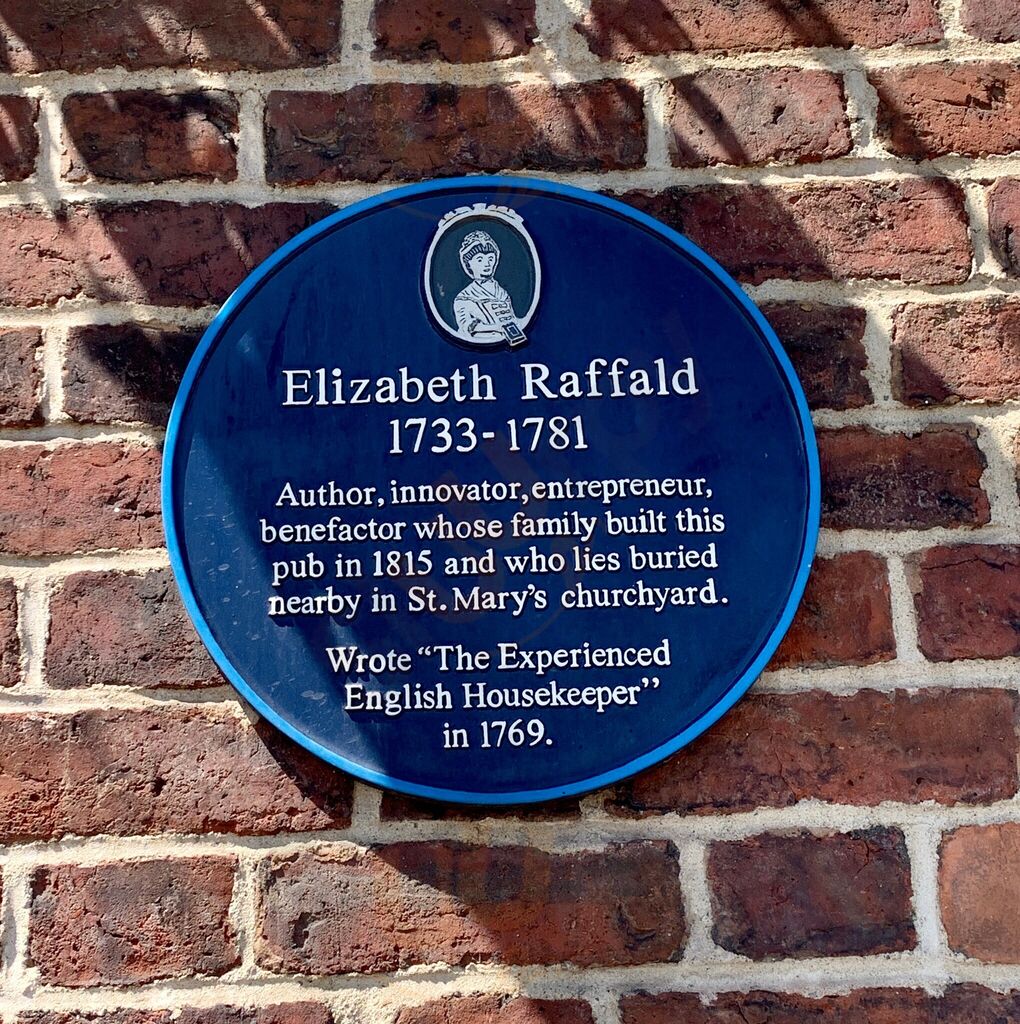 Elizabeth Raffald
1733-1781
Author, innovator, entrepreneur,
benefactor whose family built this
pub in 1815 and who lies buried
nearby in St. Mary's churchyard.
Wrote “The Experienced
English Housekeeper”
in 1769.